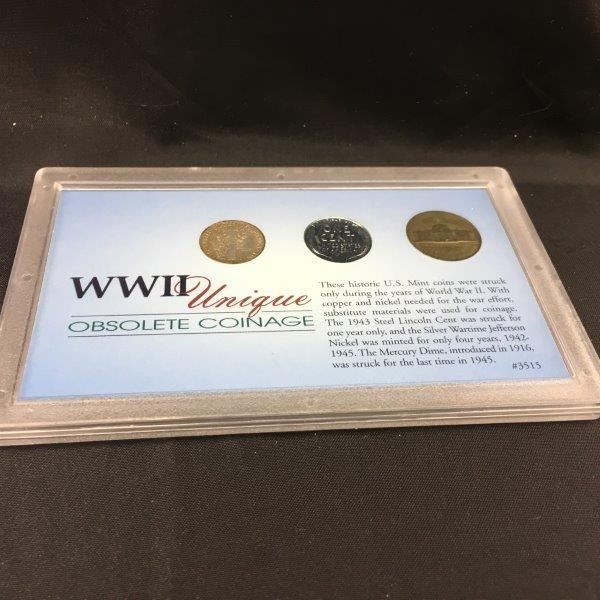 ONE
CENT
WWII Unique
OBSOLETE COINAGE
These historic U.S. Mint coins were struck
only during the years of World War II. With
copper and nickel needed for the war effort,
substitute materials were used for coinage.
The 1943 Steel Lincoln Cent was struck for
one year only, and the Silver Wartime Jefferson
Nickel was minted for only four years, 1942-
1945. The Mercury Dime, introduced in 1916,
was struck for the last time in 1945.
#3515